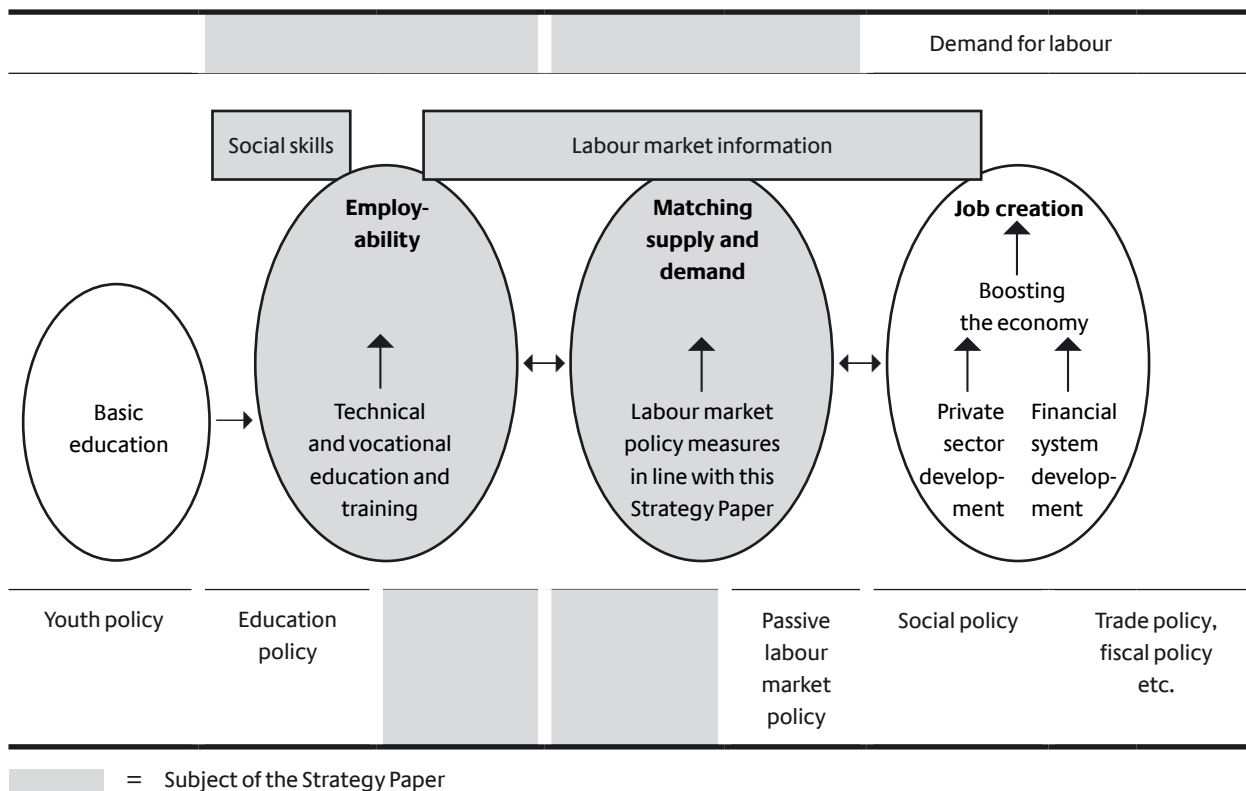 Demand for labour
Social skills
Labour market information
Employ-
ability
Matching
supply and
demand
Job creation
Boosting
the economy
Basic
education
Technical
and vocational
education and
training
Labour market
policy measures
in line with this
Strategy Paper
Private
sector
develop-
ment
Financial
system
develop-
ment
Youth policy
Education
policy
Passive
labour
market
policy
Social policy
Trade policy,
fiscal policy
etc.
= Subject of the Strategy Paper